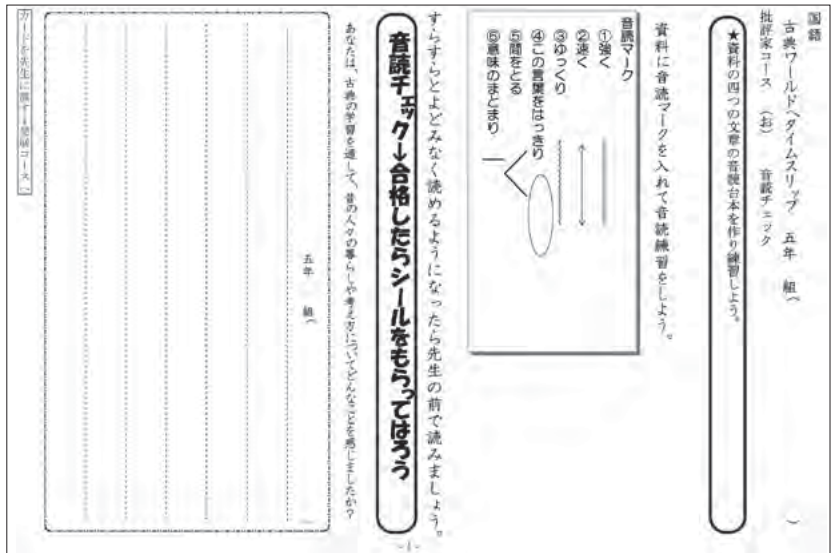 国語
古典ワールドへタイムスリップ 五年 組( )
批評家コース (お) 音読チェック
★資料の四つの文章の音読台本を作り練習しよう。
資料に音読マークを入れて音読練習をしよう。
音読マーク
①強く
②速く
③ゆっくり
④この言葉をはっきり
⑤間をとる
⑥意味のまとまり
すらすらとよどみなく読めるようになったら先生の前で読みましょう。
音読チェック→合格したらシールをもらってはろう
あなたは、古典の学習を通して、昔の人々の暮らしや考え方についてどんなことを感じましたか?
五年 組( )
カードを先生に渡す→発展コースへ
-1-